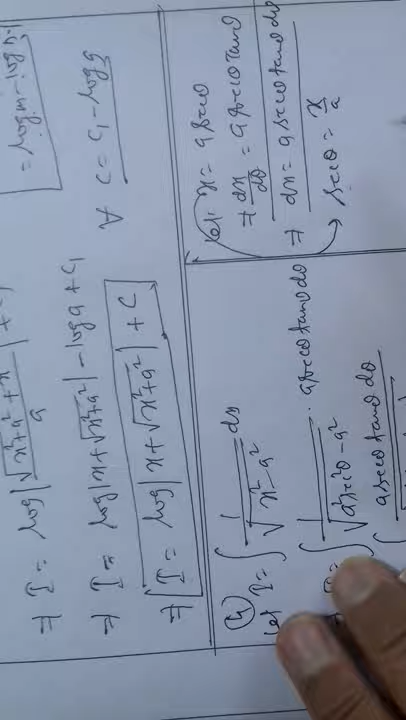 ⇒ I = log|√(x²+a²) + x / a| +
= log m - log n
⇒ I = log|x+√(x²+a²)| - log a + C₁
∀ C = C₁ - log a
⇒ I = log|x+√(x²+a²)| + C
(4)
Let I = ∫ 1/√(x²-a²) dx
∫ 1/√(a²sec²θ-a²) · a secθ tanθ dθ
a secθ tanθ dθ
let x = a secθ
⇒ dx/dθ = a secθ tanθ
⇒ dx = a secθ tanθ dθ
→ secθ = x/a